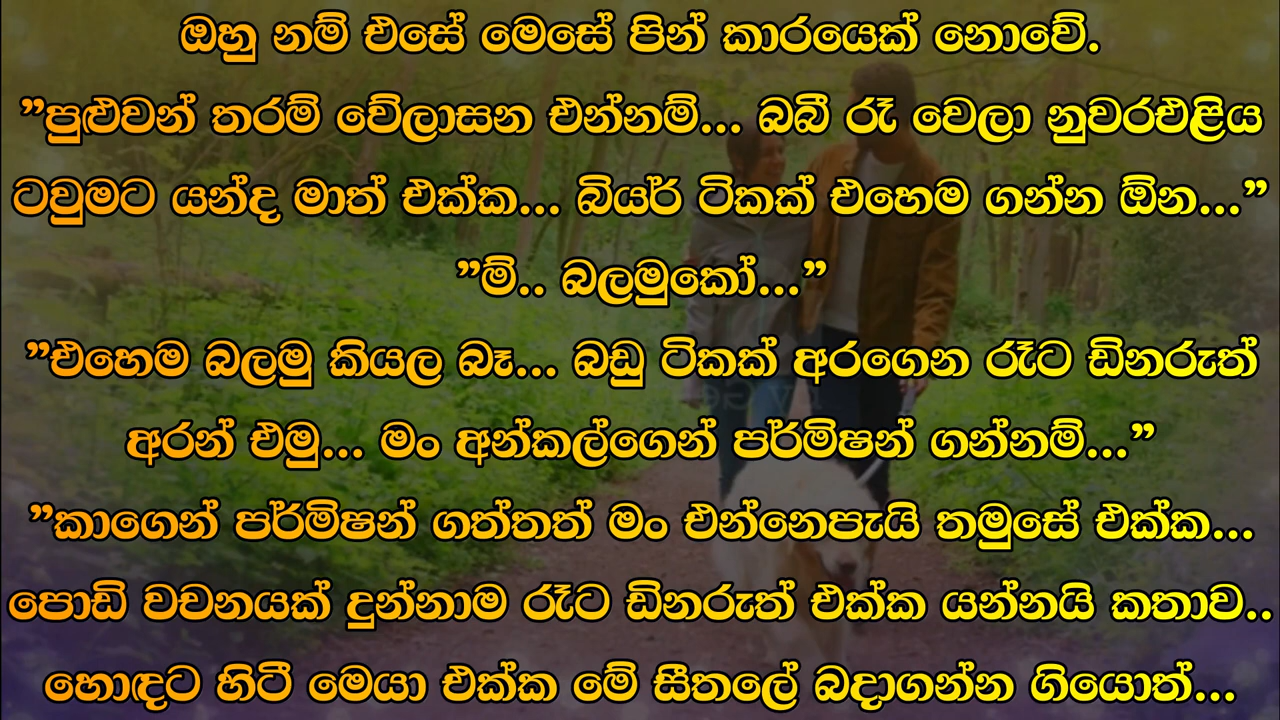 ඔහු නම් එසේ මෙසේ පින් කාරයෙක් නොවේ.
”පුළුවන් තරම් වේලාසන එන්නම්... බබී රෑ වෙලා නුවරඑළිය
ටවුමට යන්ද මාත් එක්ක... බියර් ටිකක් එහෙම ගන්න ඕන...”
”ම්.. බලමුකෝ...”
”එහෙම බලමු කියල බෑ... බඩු ටිකක් අරගෙන රෑට ඩිනරුත්
අරන් එමු... මං අන්කල්ගෙන් පර්මිෂන් ගන්නම්...”
”කාගෙන් පර්මිෂන් ගත්තත් මං එන්නෙපැයි තමුසේ එක්ක...
පොඩි වචනයක් දුන්නාම රෑට ඩිනරුත් එක්ක යන්නයි කතාව..
හොඳට හිටී මෙයා එක්ක මේ සීතලේ බදාගන්න ගියොත්...